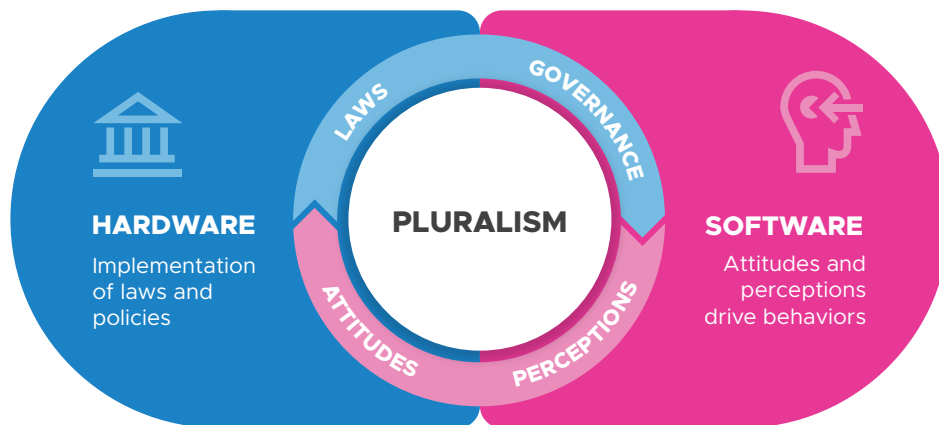 LAWS
GOVERNANCE
PLURALISM
HARDWARE
Implementation
of laws and
policies
SOFTWARE
Attitudes and
perceptions
drive behaviors
ATTITUDES
PERCEPTIONS